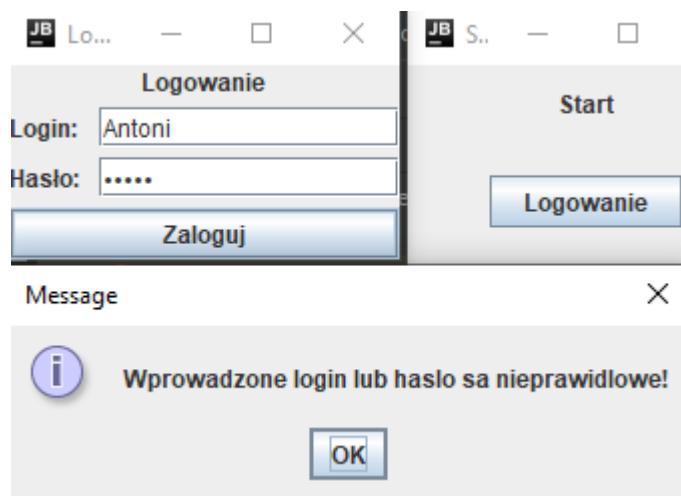 JB Lo...
Logowanie
Login: Antoni
Hasło: •••••
Zaloguj
JB S..
Start
Logowanie
Message
Wprowadzone login lub haslo sa nieprawidlowe!
OK